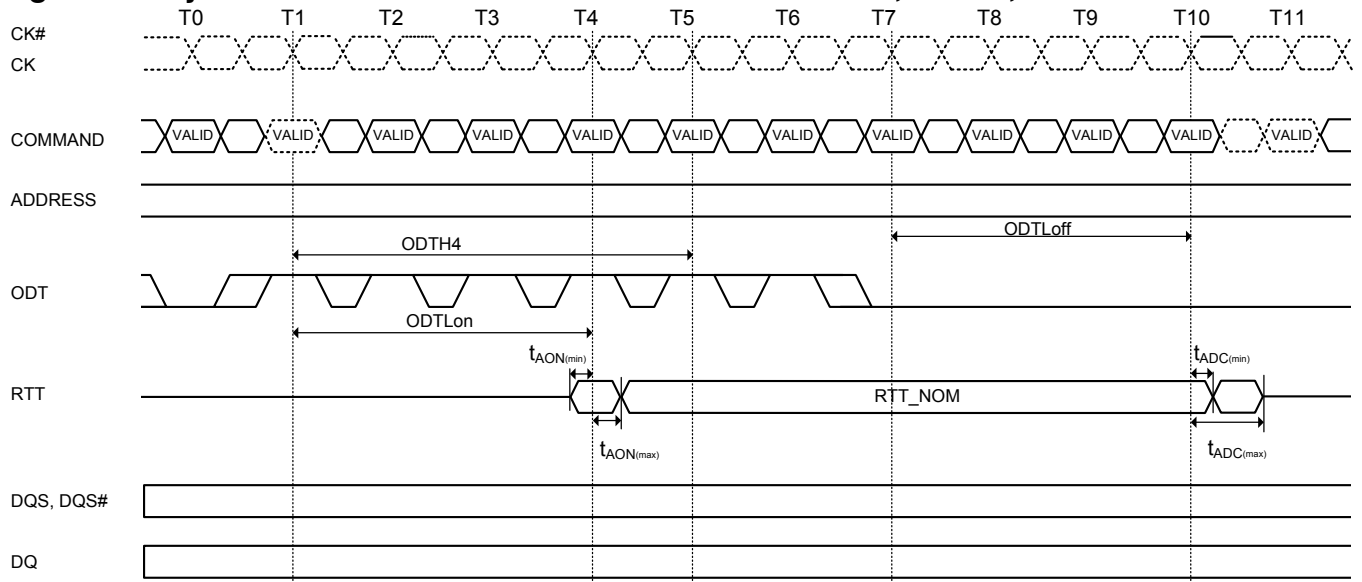 T0 T1 T2 T3 T4 T5 T6 T7 T8 T9 T10 T11
CK#
CK
COMMAND
VALID VALID VALID VALID VALID VALID VALID VALID VALID VALID VALID VALID
ADDRESS
ODTLoff
ODTH4
ODT
ODTLon
tAON(min) tADC(min)
RTT
RTT_NOM
tAON(max) tADC(max)
DQS, DQS#
DQ